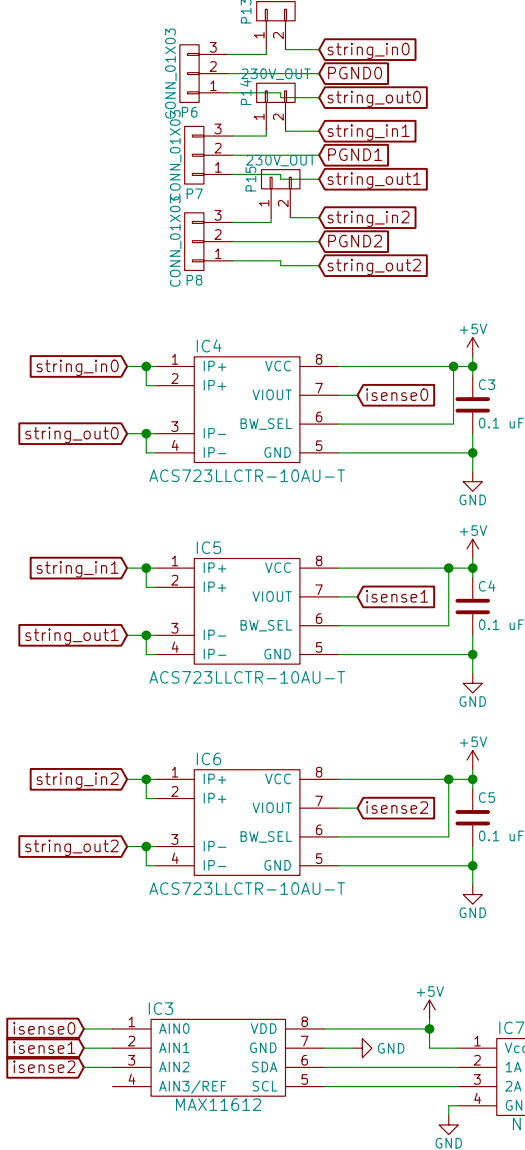 P13
1 2
string_in0
CONN_01X03
3
2
1
P6
PGND0
string_out0
230V_OUT
P14
1 2
string_in1
CONN_01X03
3
2
1
P7
PGND1
string_out1
230V_OUT
P15
1 2
string_in2
CONN_01X03
3
2
1
P8
PGND2
string_out2
IC4
+5V
string_in0
1 IP+ VCC 8
2 IP+
VIOUT 7 isense0
C3
string_out0
BW_SEL 6
0.1 uF
3 IP-
4 IP- GND 5
ACS723LLCTR-10AU-T
GND
IC5
+5V
string_in1
1 IP+ VCC 8
2 IP+
VIOUT 7 isense1
C4
string_out1
BW_SEL 6
0.1 uF
3 IP-
4 IP- GND 5
ACS723LLCTR-10AU-T
GND
IC6
+5V
string_in2
1 IP+ VCC 8
2 IP+
VIOUT 7 isense2
C5
string_out2
BW_SEL 6
0.1 uF
3 IP-
4 IP- GND 5
ACS723LLCTR-10AU-T
GND
+5V
IC3
IC7
isense0 1 AIN0 VDD 8
isense1 2 AIN1 GND 7 GND
isense2 3 AIN2 SDA 6
4 AIN3/REF SCL 5
MAX11612
1 Vcc
2 1A
3 2A
4 GN
N
GND